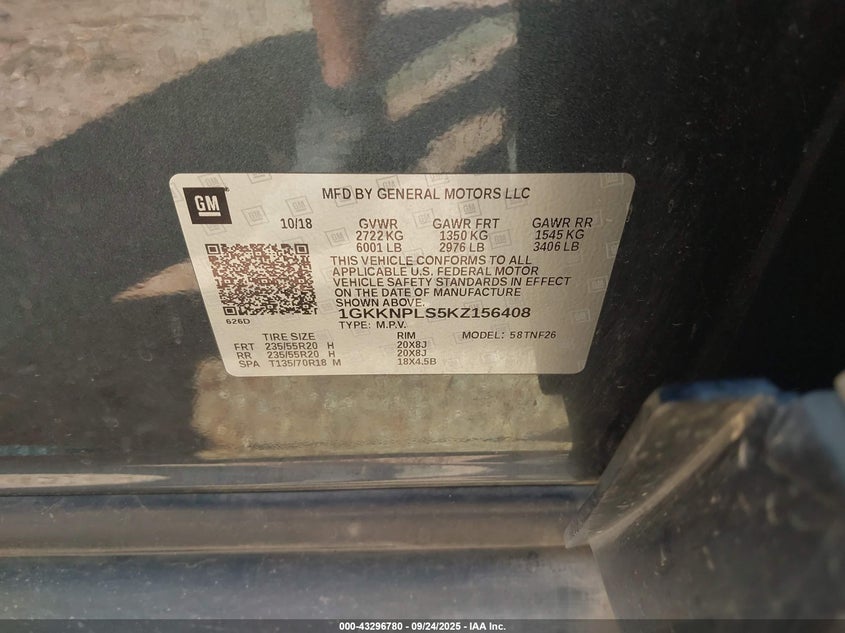 GM
MFD BY GENERAL MOTORS LLC
10/18 GVWR GAWR FRT GAWR RR
2722 KG 1350 KG 1545 KG
6001 LB 2976 LB 3406 LB
THIS VEHICLE CONFORMS TO ALL
APPLICABLE U.S. FEDERAL MOTOR
VEHICLE SAFETY STANDARDS IN EFFECT
ON THE DATE OF MANUFACTURE
SHOWN ABOVE.
1GKKNPLS5KZ156408
626D
TYPE: M.P.V. MODEL: 58TNF26
TIRE SIZE RIM
FRT 235/55R20 H 20X8J
RR 235/55R20 H 20X8J
SPA T135/70R18 M 18X4.5B
000-43296780 - 09/24/2025 - IAA Inc.